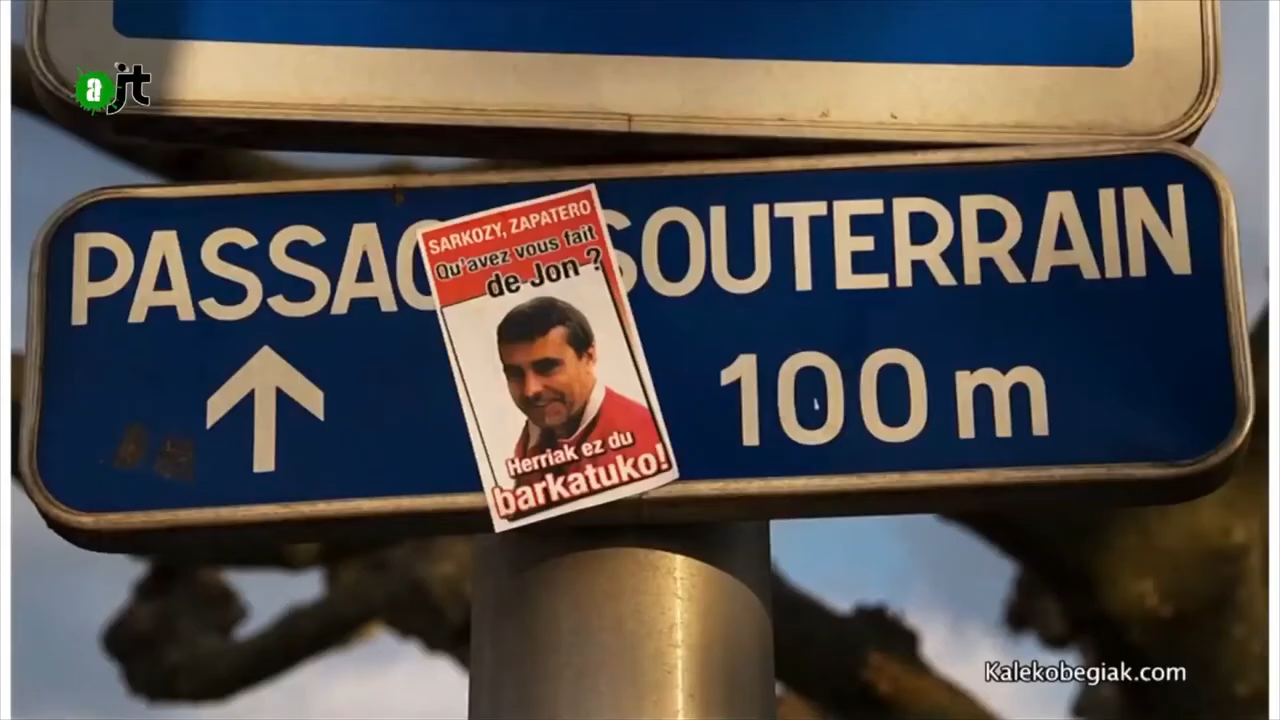 ajt
PASSAG SOUTERRAIN
SARKOZY, ZAPATERO
Qu'avez vous fait
de Jon ?
Herriak ez du
barkatuko!
100 m
Kalekobegiak.com